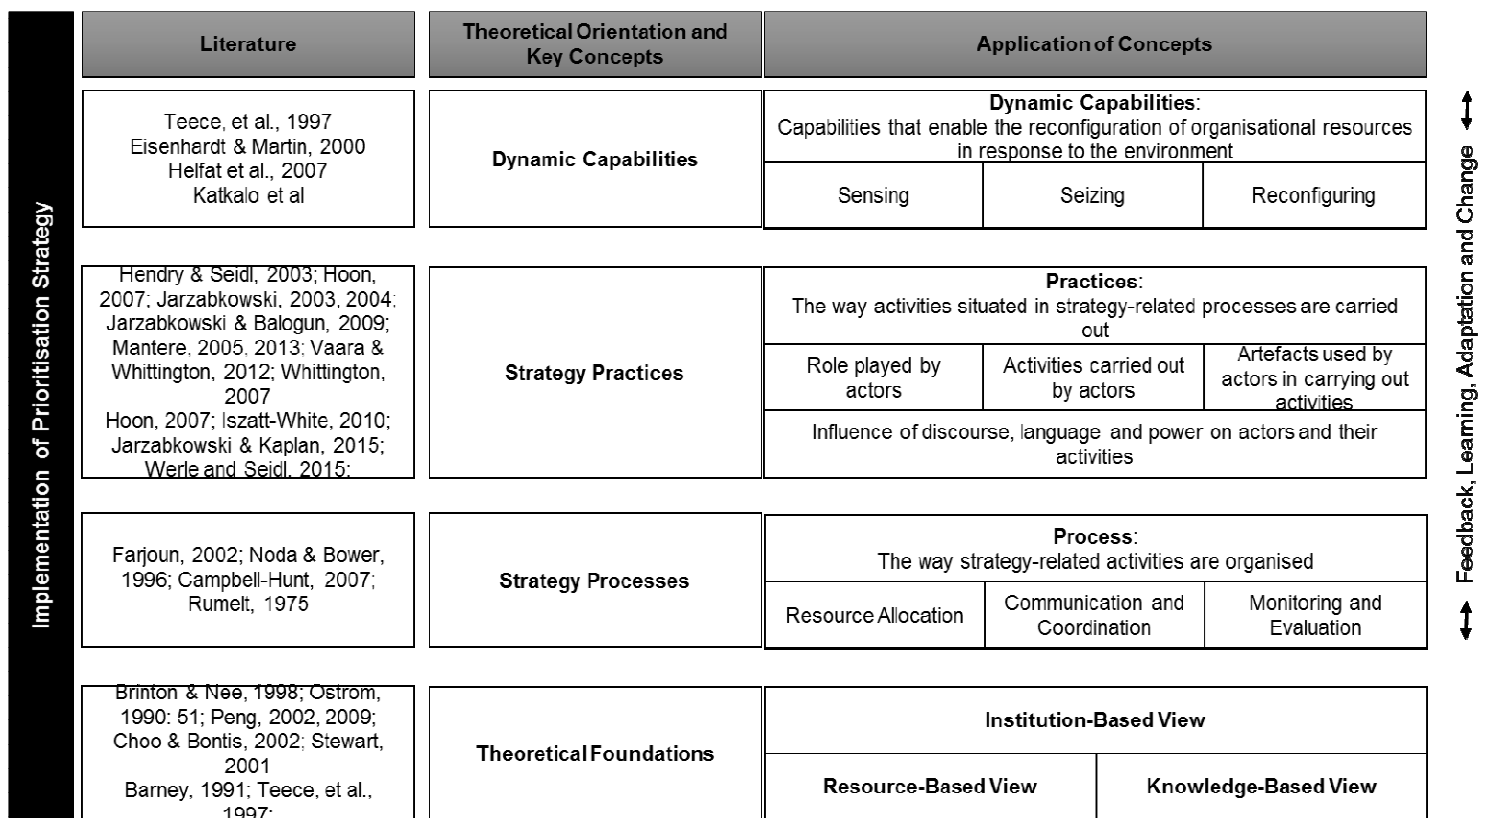 Implementation of Prioritisation Strategy
Literature
Theoretical Orientation and
Key Concepts
Application of Concepts
Teece, et al., 1997
Eisenhardt & Martin, 2000
Helfat et al., 2007
Katkalo et al
Dynamic Capabilities
Dynamic Capabilities:
Capabilities that enable the reconfiguration of organisational resources
in response to the environment
Sensing
Seizing
Reconfiguring
Hendry & Seidl, 2003; Hoon,
2007; Jarzabkowski, 2003, 2004;
Jarzabkowski & Balogun, 2009;
Mantere, 2005, 2013; Vaara &
Whittington, 2012; Whittington,
2007
Hoon, 2007; Iszatt-White, 2010;
Jarzabkowski & Kaplan, 2015;
Werle and Seidl, 2015;
Strategy Practices
Practices:
The way activities situated in strategy-related processes are carried
out
Role played by
actors
Activities carried out
by actors
Artefacts used by
actors in carrying out
activities
Influence of discourse, language and power on actors and their
activities
Farjoun, 2002; Noda & Bower,
1996; Campbell-Hunt, 2007;
Rumelt, 1975
Strategy Processes
Process:
The way strategy-related activities are organised
Resource Allocation
Communication and
Coordination
Monitoring and
Evaluation
Brinton & Nee, 1998; Ostrom,
1990: 51; Peng, 2002, 2009;
Choo & Bontis, 2002; Stewart,
2001
Barney, 1991; Teece, et al.,
1997;
Theoretical Foundations
Institution-Based View
Resource-Based View
Knowledge-Based View
Feedback, Learning, Adaptation and Change